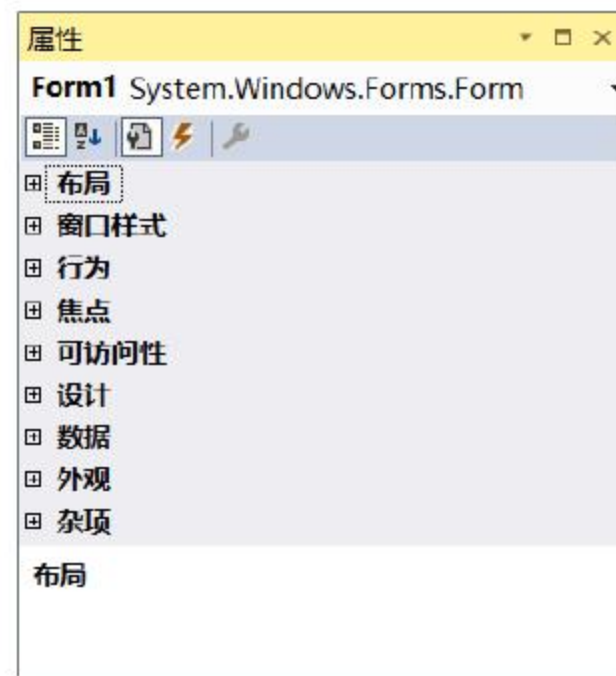 属性
Form1 System.Windows.Forms.Form
布局
窗口样式
行为
焦点
可访问性
设计
数据
外观
杂项
布局